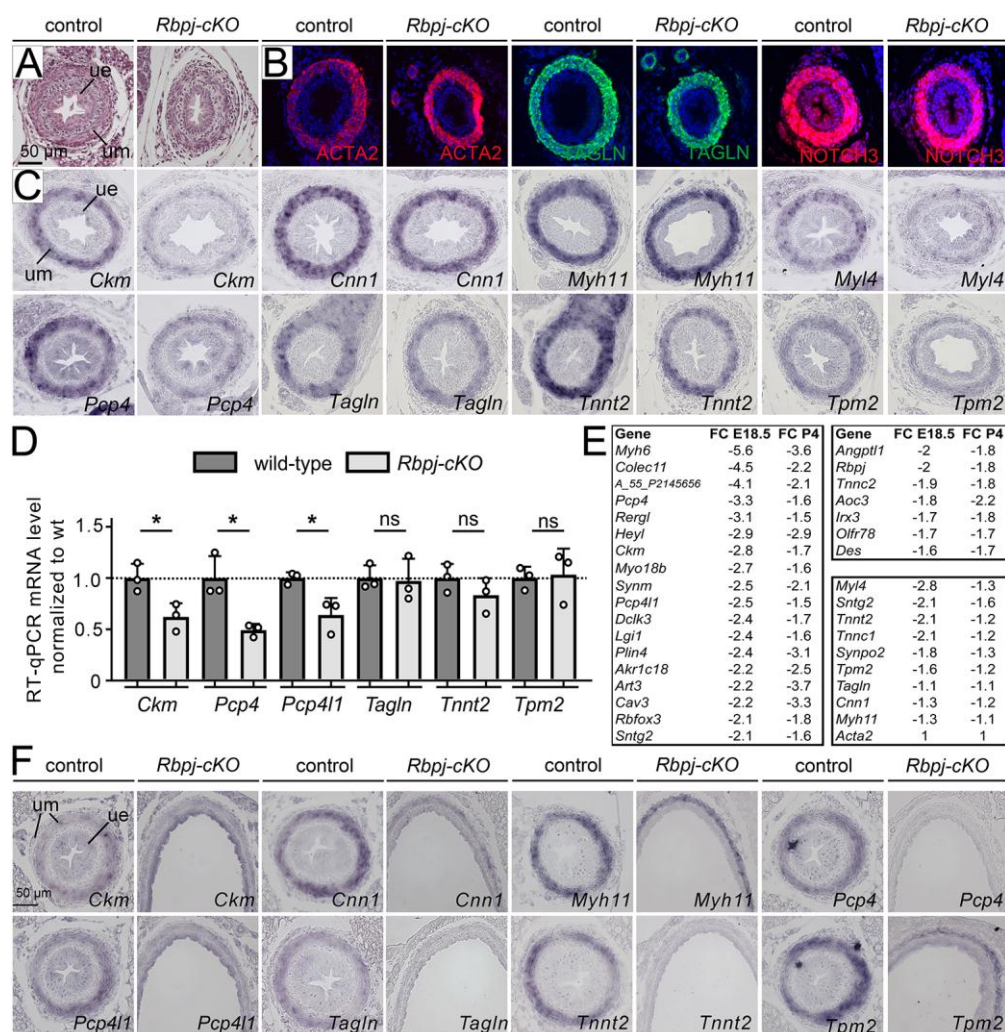 control Rbpj-cKO control Rbpj-cKO control Rbpj-cKO control Rbpj-cKO
A ue um 50 µm
B ACTA2 ACTA2 TAGLN TAGLN NOTCH3 NOTCH3
C ue um Ckm Ckm Cnn1 Cnn1 Myh11 Myh11 Myl4 Myl4
Pcp4 Pcp4 Tagln Tagln Tnnt2 Tnnt2 Tpm2 Tpm2
D
wild-type Rbpj-cKO
RT-qPCR mRNA level
normalized to wt
1.5
1.0
0.5
0
* * * ns ns ns
Ckm Pcp4 Pcp4l1 Tagln Tnnt2 Tpm2
E
Gene FC E18.5 FC P4
Myh6 -5.6 -3.6
Colec11 -4.5 -2.2
A_55_P2145656 -4.1 -2.1
Pcp4 -3.3 -1.6
Rergl -3.1 -1.5
Heyl -2.9 -2.9
Ckm -2.8 -1.7
Myo18b -2.7 -1.6
Synm -2.5 -2.1
Pcp4l1 -2.5 -1.5
Dclk3 -2.4 -1.7
Lgi1 -2.4 -1.6
Plin4 -2.4 -3.1
Akr1c18 -2.2 -2.5
Art3 -2.2 -3.7
Cav3 -2.2 -3.3
Rbfox3 -2.1 -1.8
Sntg2 -2.1 -1.6
Gene FC E18.5 FC P4
Angptl1 -2 -1.8
Rbpj -2 -1.8
Tnnc2 -1.9 -1.8
Aoc3 -1.8 -2.2
Irx3 -1.7 -1.8
Olfr78 -1.7 -1.7
Des -1.6 -1.7
Myl4 -2.8 -1.3
Sntg2 -2.1 -1.6
Tnnt2 -2.1 -1.2
Tnnc1 -2.1 -1.2
Synpo2 -1.8 -1.3
Tpm2 -1.6 -1.2
Tagln -1.1 -1.1
Cnn1 -1.3 -1.2
Myh11 -1.3 -1.1
Acta2 1 1
F
control Rbpj-cKO control Rbpj-cKO control Rbpj-cKO control Rbpj-cKO
um ue 50 µm Ckm Ckm Cnn1 Cnn1 Myh11 Myh11 Pcp4 Pcp4
Pcp4l1 Pcp4l1 Tagln Tagln Tnnt2 Tnnt2 Tpm2 Tpm2